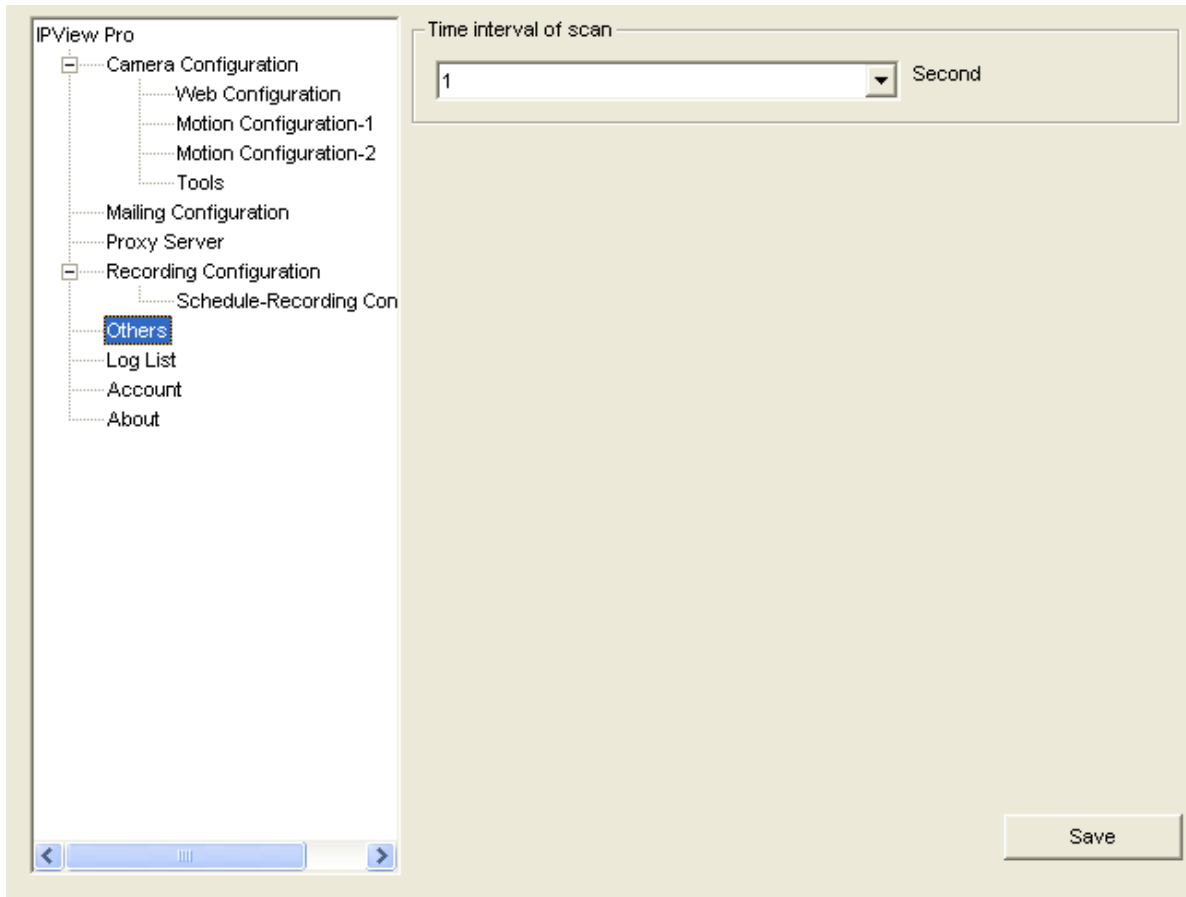 IPView Pro
Camera Configuration
Web Configuration
Motion Configuration-1
Motion Configuration-2
Tools
Mailing Configuration
Proxy Server
Recording Configuration
Schedule-Recording Con
Others
Log List
Account
About
Time interval of scan
1 Second
Save